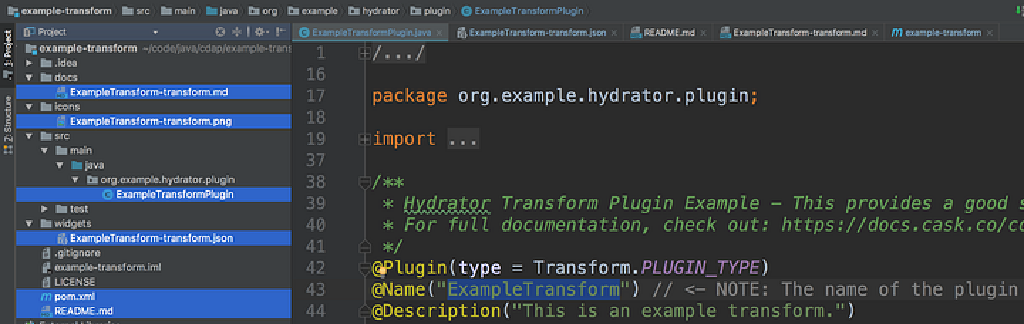 example-transform src main java org example hydrator plugin ExampleTransformPlugin
Project
ExampleTransformPlugin.java ExampleTransform-transform.json README.md ExampleTransform-transform.md example-transform
1: Project
2: Structure
example-transform ~/code/java/cdap/example-trans
.idea
docs
ExampleTransform-transform.md
icons
ExampleTransform-transform.png
src
main
java
org.example.hydrator.plugin
ExampleTransformPlugin
test
widgets
ExampleTransform-transform.json
.gitignore
example-transform.iml
LICENSE
pom.xml
README.md
1 /.../
16
17 package org.example.hydrator.plugin;
18
19 import ...
37
38 /**
39 * Hydrator Transform Plugin Example – This provides a good s
40 * For full documentation, check out: https://docs.cask.co/c
41 */
42 @Plugin(type = Transform.PLUGIN_TYPE)
43 @Name("ExampleTransform") // <– NOTE: The name of the plugin
44 @Description("This is an example transform.")